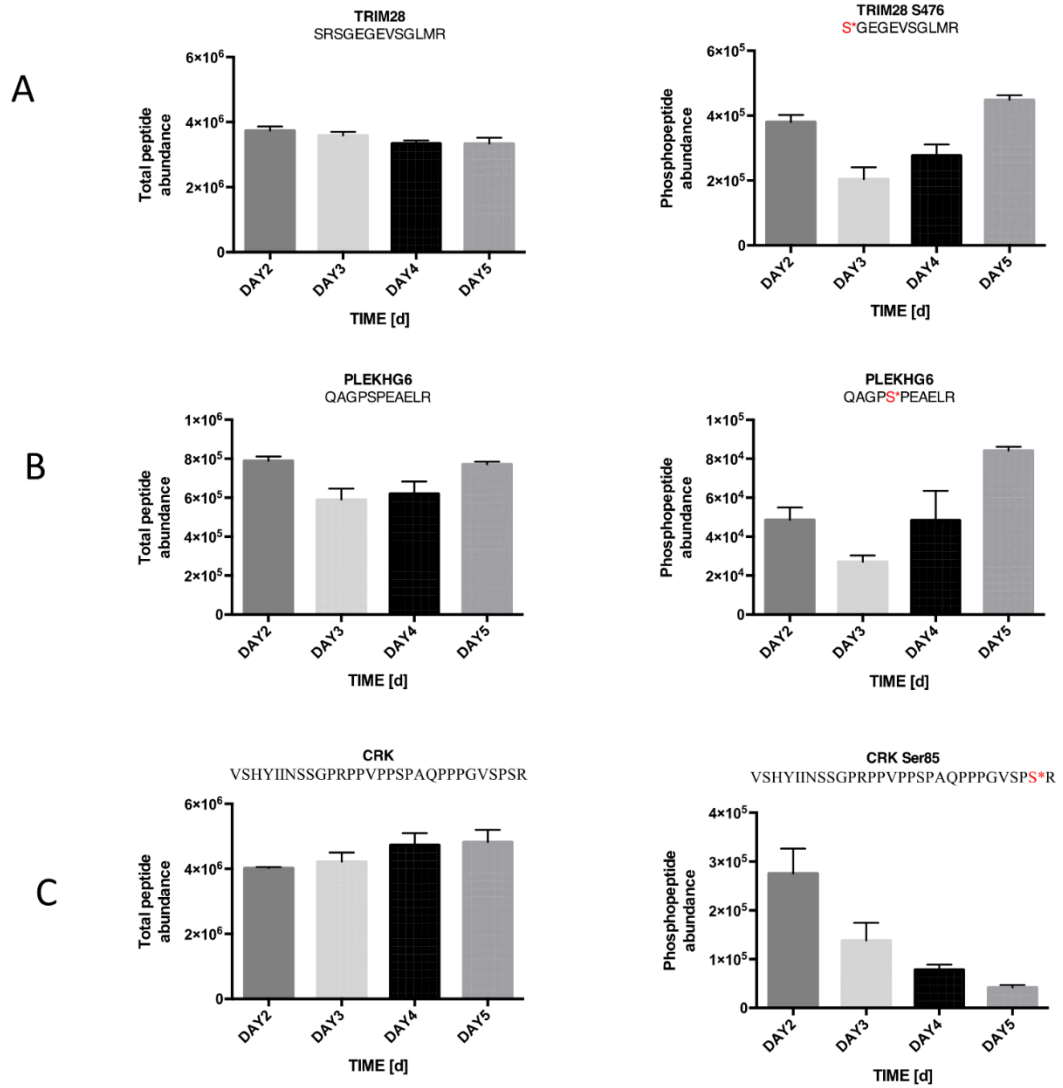 A
TRIM28
SRSGEGEVSGLMR
Total peptide
abundance
6×10⁶
4×10⁶
2×10⁶
0
DAY2
DAY3
DAY4
DAY5
TIME [d]
TRIM28 S476
S*GEGEVSGLMR
Phosphopeptide
abundance
6×10⁵
4×10⁵
2×10⁵
0
DAY2
DAY3
DAY4
DAY5
TIME [d]
B
PLEKHG6
QAGPSPEAELR
Total peptide
abundance
1×10⁶
8×10⁵
6×10⁵
4×10⁵
2×10⁵
0
DAY2
DAY3
DAY4
DAY5
TIME [d]
PLEKHG6
QAGPS*PEAELR
Phosphopeptide
abundance
1×10⁵
8×10⁴
6×10⁴
4×10⁴
2×10⁴
0
DAY2
DAY3
DAY4
DAY5
TIME [d]
C
CRK
VSHYIINSSGPRPPVPPSPAQPPPGVSPSR
Total peptide
abundance
6×10⁶
4×10⁶
2×10⁶
0
DAY2
DAY3
DAY4
DAY5
TIME [d]
CRK Ser85
VSHYIINSSGPRPPVPPSPAQPPPGVSPS*R
Phosphopeptide
abundance
4×10⁵
3×10⁵
2×10⁵
1×10⁵
0
DAY2
DAY3
DAY4
DAY5
TIME [d]